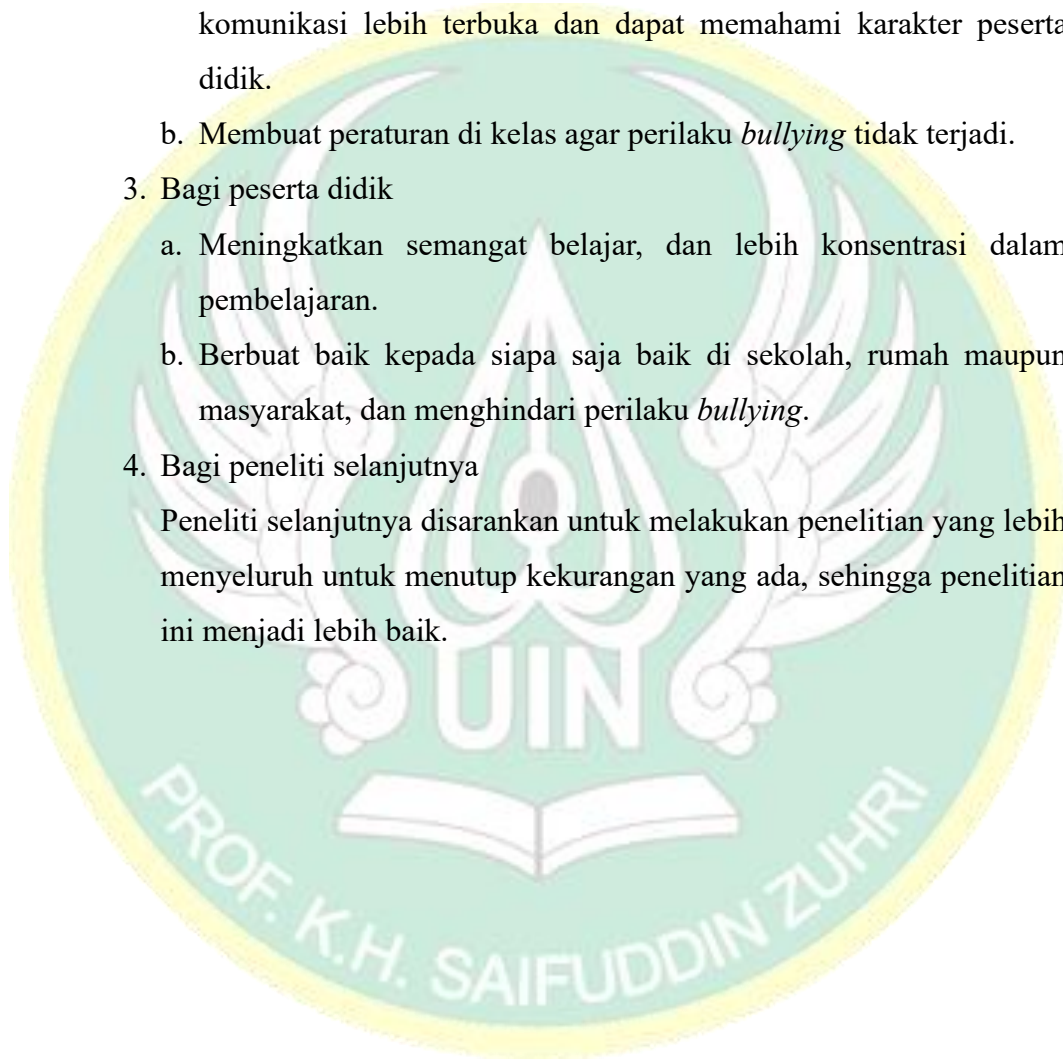 komunikasi lebih terbuka dan dapat memahami karakter peserta
didik.
b. Membuat peraturan di kelas agar perilaku bullying tidak terjadi.
3. Bagi peserta didik
a. Meningkatkan semangat belajar, dan lebih konsentrasi dalam
pembelajaran.
b. Berbuat baik kepada siapa saja baik di sekolah, rumah maupun
masyarakat, dan menghindari perilaku bullying.
4. Bagi peneliti selanjutnya
Peneliti selanjutnya disarankan untuk melakukan penelitian yang lebih
menyeluruh untuk menutup kekurangan yang ada, sehingga penelitian
ini menjadi lebih baik.
UIN
PROF. K.H. SAIFUDDIN ZUHRI